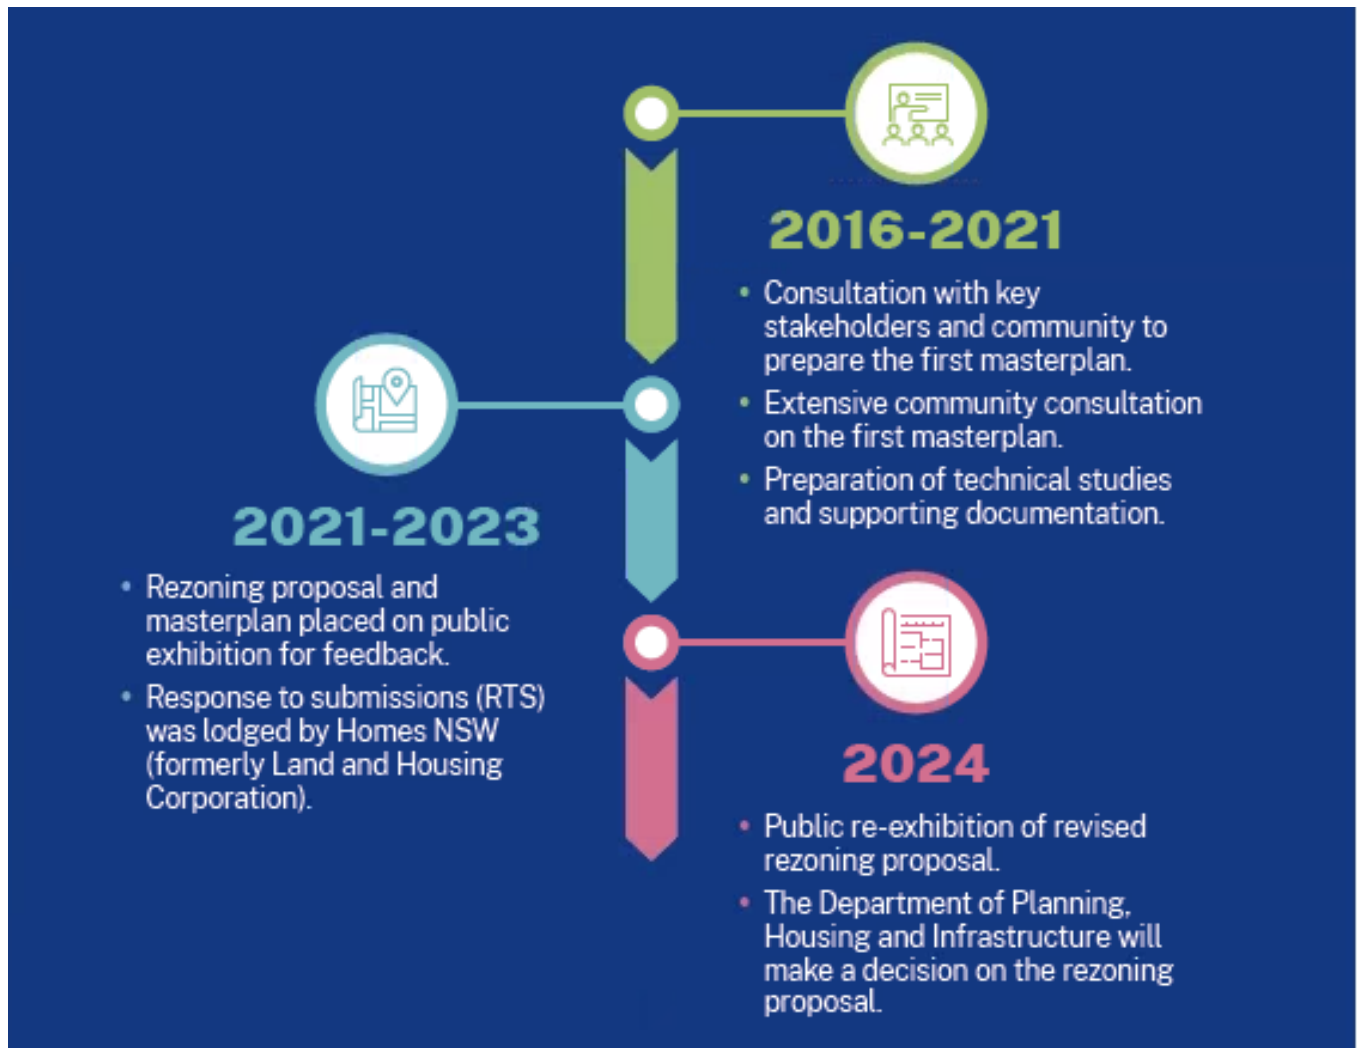 2016-2021
• Consultation with key
stakeholders and community to
prepare the first masterplan.
• Extensive community consultation
on the first masterplan.
• Preparation of technical studies
and supporting documentation.
2021-2023
• Rezoning proposal and
masterplan placed on public
exhibition for feedback.
• Response to submissions (RTS)
was lodged by Homes NSW
(formerly Land and Housing
Corporation).
2024
• Public re-exhibition of revised
rezoning proposal.
• The Department of Planning,
Housing and Infrastructure will
make a decision on the rezoning
proposal.